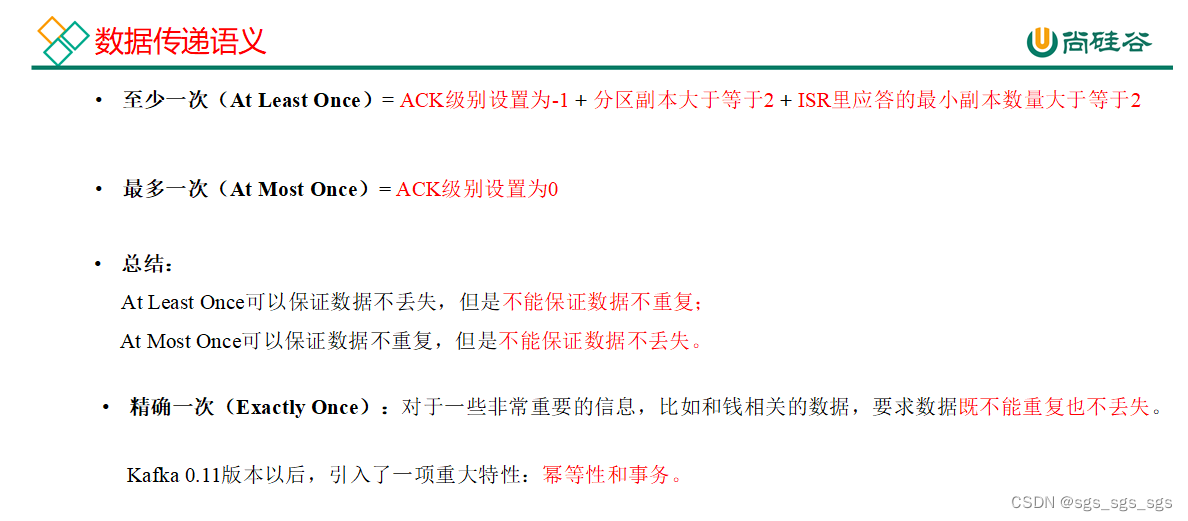 数据传递语义
尚硅谷
• 至少一次（At Least Once）= ACK级别设置为-1 + 分区副本大于等于2 + ISR里应答的最小副本数量大于等于2
• 最多一次（At Most Once）= ACK级别设置为0
• 总结：
At Least Once可以保证数据不丢失，但是不能保证数据不重复；
At Most Once可以保证数据不重复，但是不能保证数据不丢失。
• 精确一次（Exactly Once）：对于一些非常重要的信息，比如和钱相关的数据，要求数据既不能重复也不丢失。
Kafka 0.11版本以后，引入了一项重大特性：幂等性和事务。
CSDN @sgs_sgs_sgs